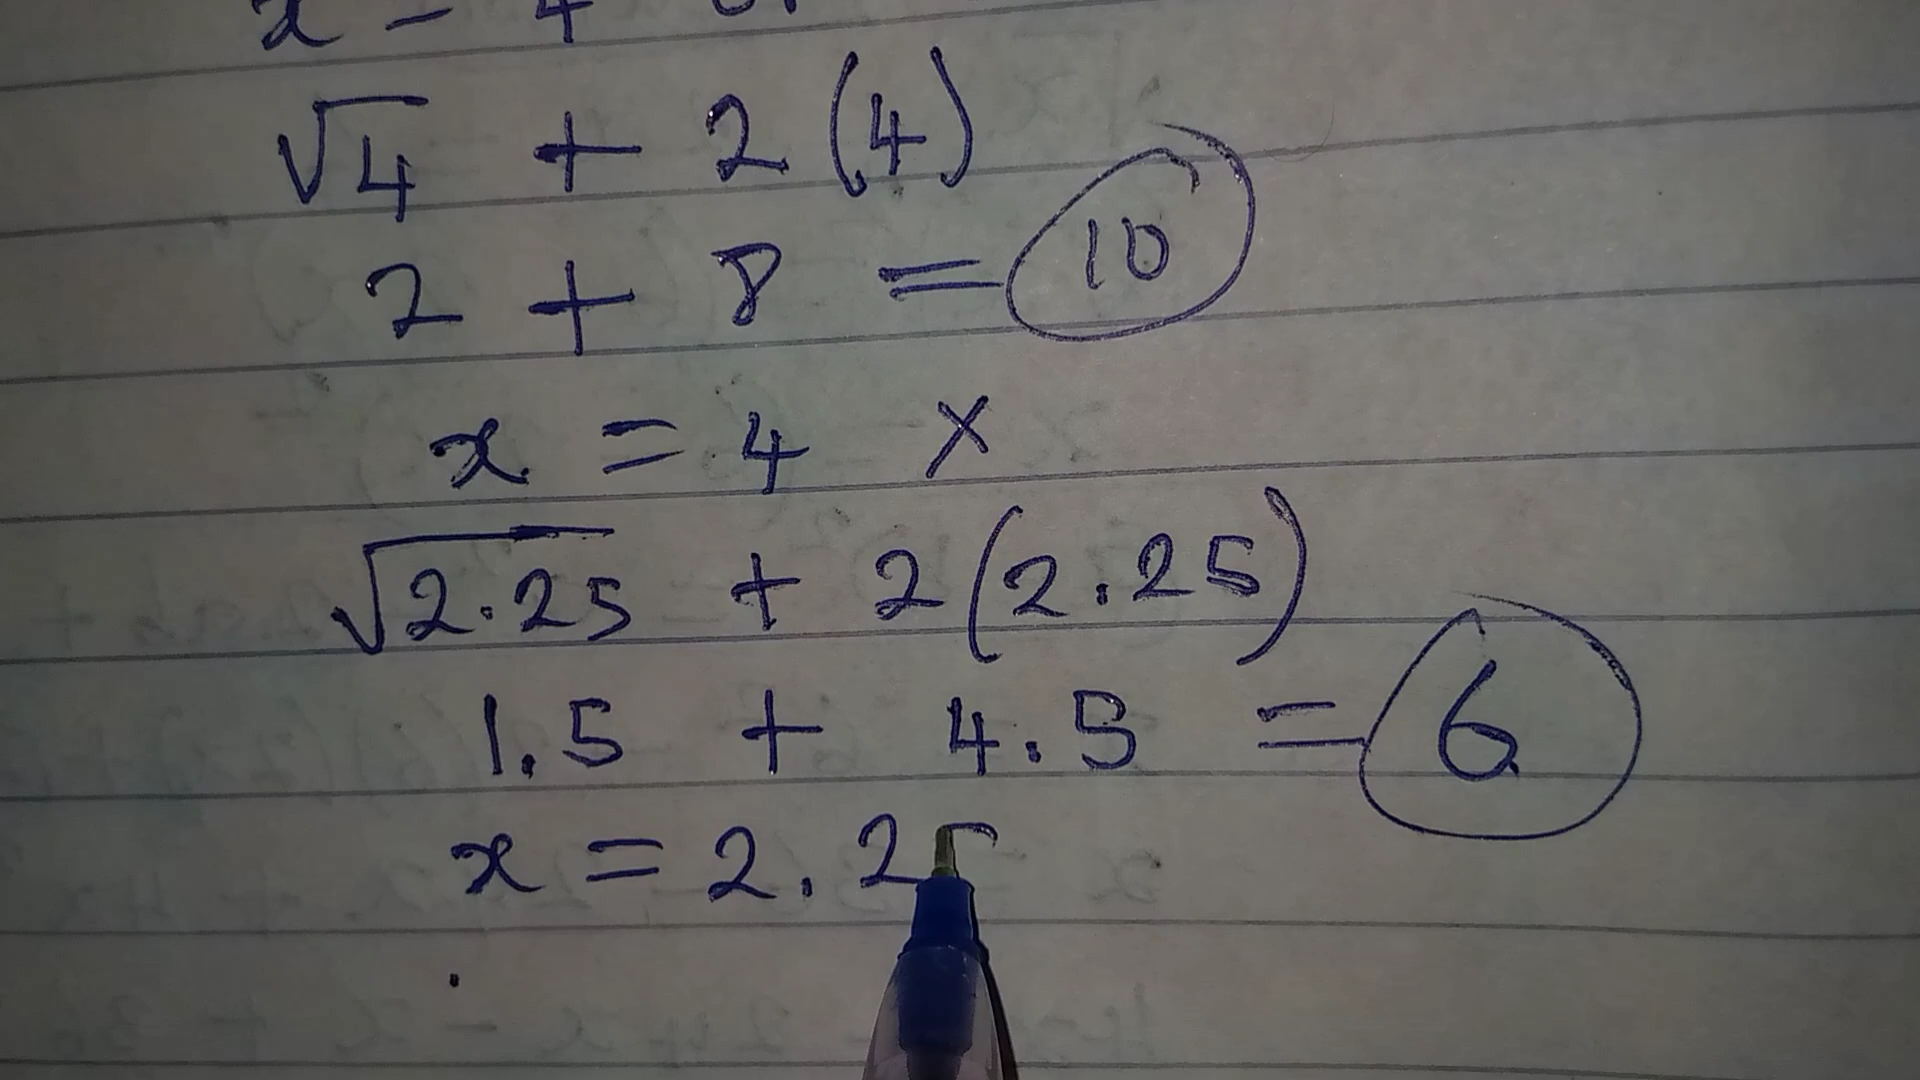 x = 4
√4 + 2(4)
2 + 8 = 10
x = 4 ×
√2.25 + 2(2.25)
1.5 + 4.5 = 6
x = 2.25